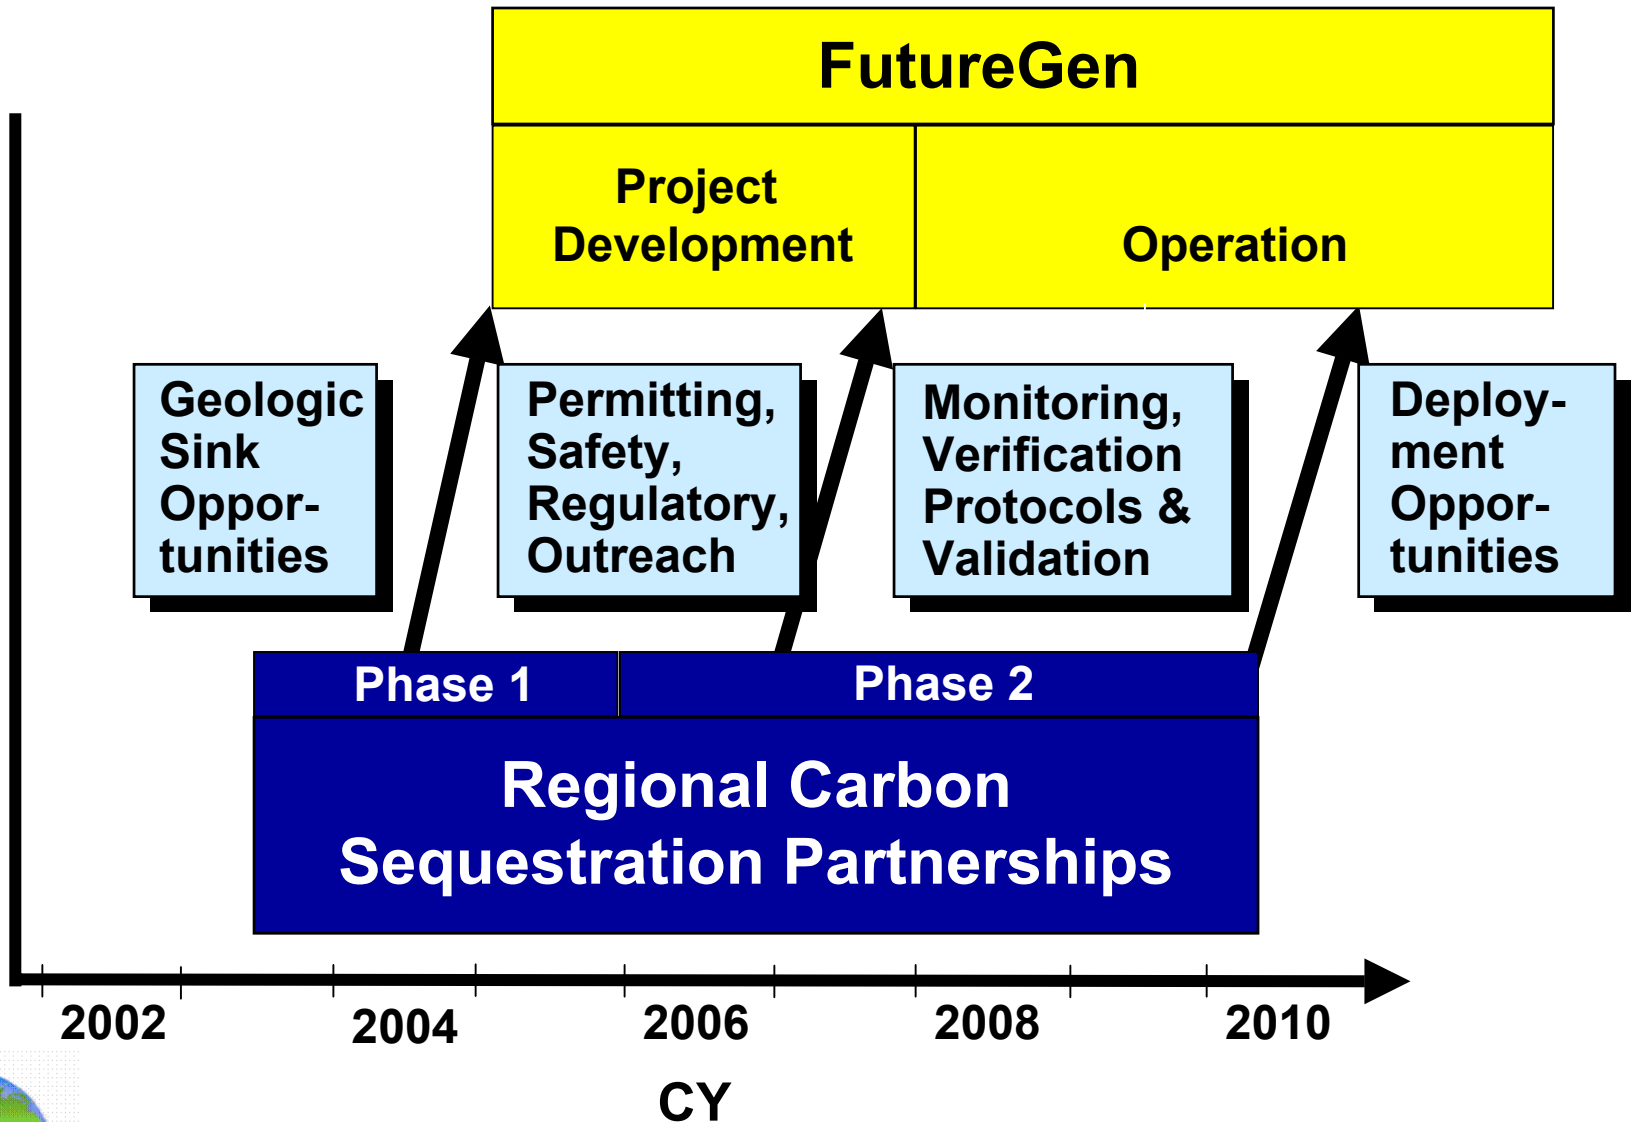 FutureGen
Project
Development
Operation
Geologic
Sink
Oppor-
tunities
Permitting,
Safety,
Regulatory,
Outreach
Monitoring,
Verification
Protocols &
Validation
Deploy-
ment
Oppor-
tunities
Phase 1
Phase 2
Regional Carbon
Sequestration Partnerships
2002
2004
2006
2008
2010
CY